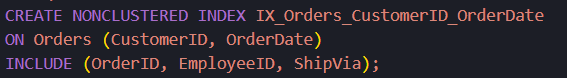 CREATE NONCLUSTERED INDEX IX_Orders_CustomerID_OrderDate
ON Orders (CustomerID, OrderDate)
INCLUDE (OrderID, EmployeeID, ShipVia);